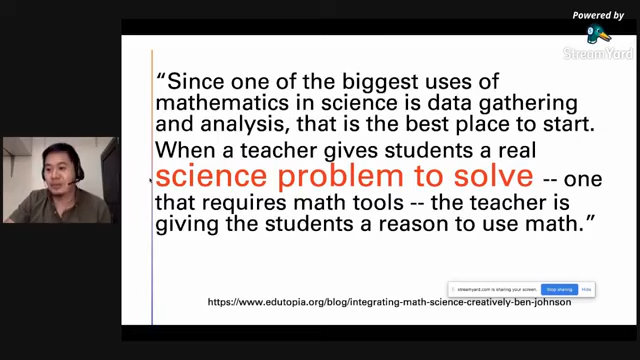 Powered by
StreamYard
“Since one of the biggest uses of
mathematics in science is data gathering
and analysis, that is the best place to start.
When a teacher gives students a real
science problem to solve -- one
that requires math tools -- the teacher is
giving the students a reason to use math.”
streamyard.com is sharing your screen. Stop sharing Hide
https://www.edutopia.org/blog/integrating-math-science-creatively-ben-johnson